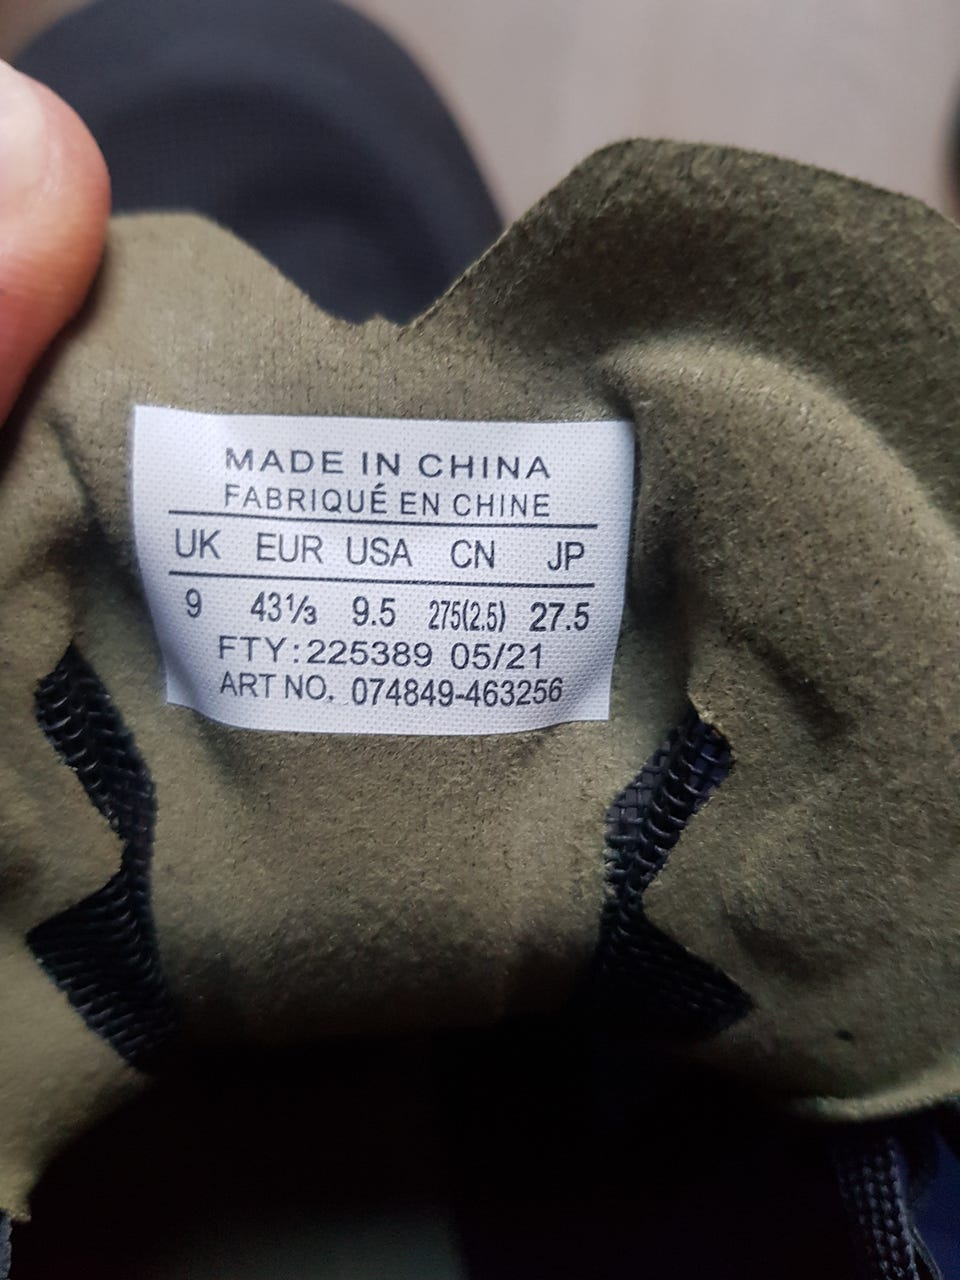 MADE IN CHINA
FABRIQUÉ EN CHINE
UK EUR USA CN JP
9 43⅓ 9.5 275(2.5) 27.5
FTY:225389 05/21
ART NO. 074849-463256